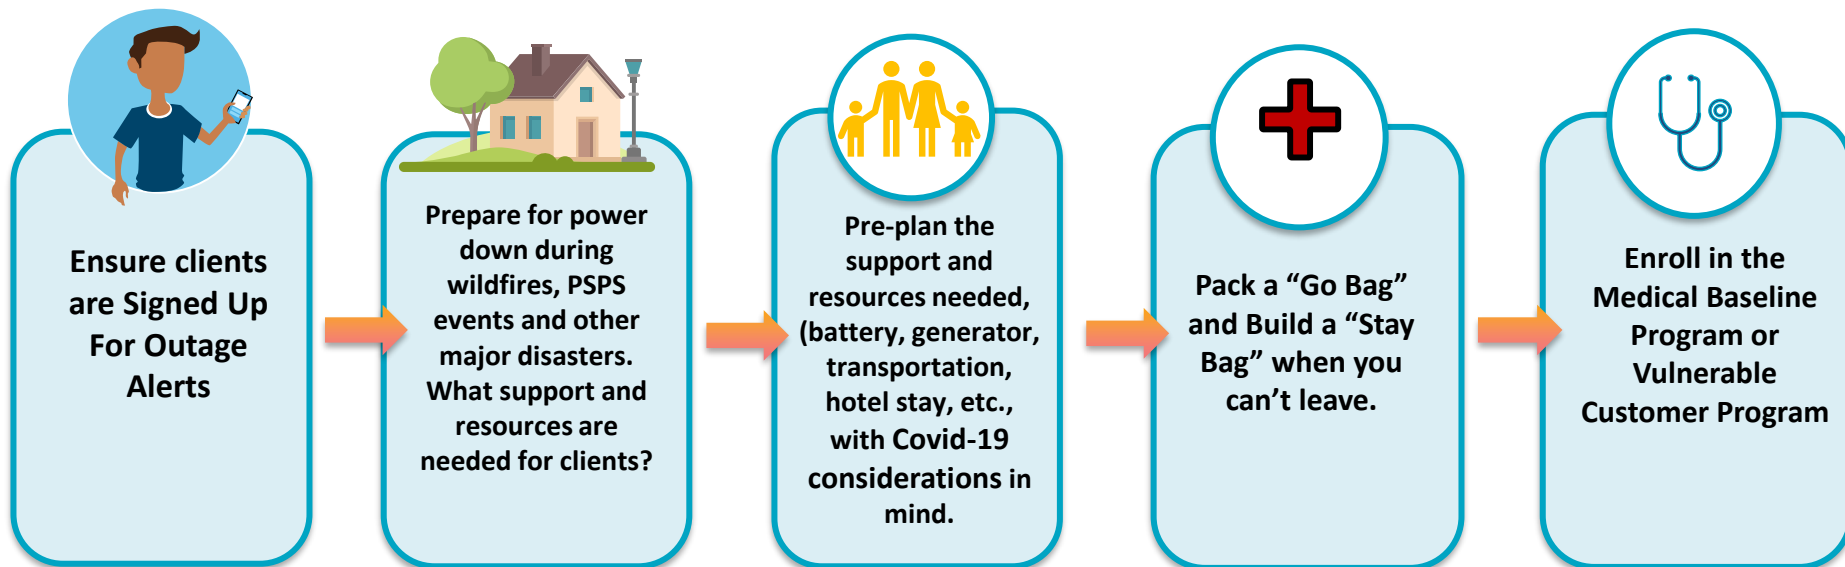 Ensure clients
are Signed Up
For Outage
Alerts
Prepare for power
down during
wildfires, PSPS
events and other
major disasters.
What support and
resources are
needed for clients?
Pre-plan the
support and
resources needed,
(battery, generator,
transportation,
hotel stay, etc.,
with Covid-19
considerations in
mind.
Pack a “Go Bag”
and Build a “Stay
Bag” when you
can’t leave.
Enroll in the
Medical Baseline
Program or
Vulnerable
Customer Program